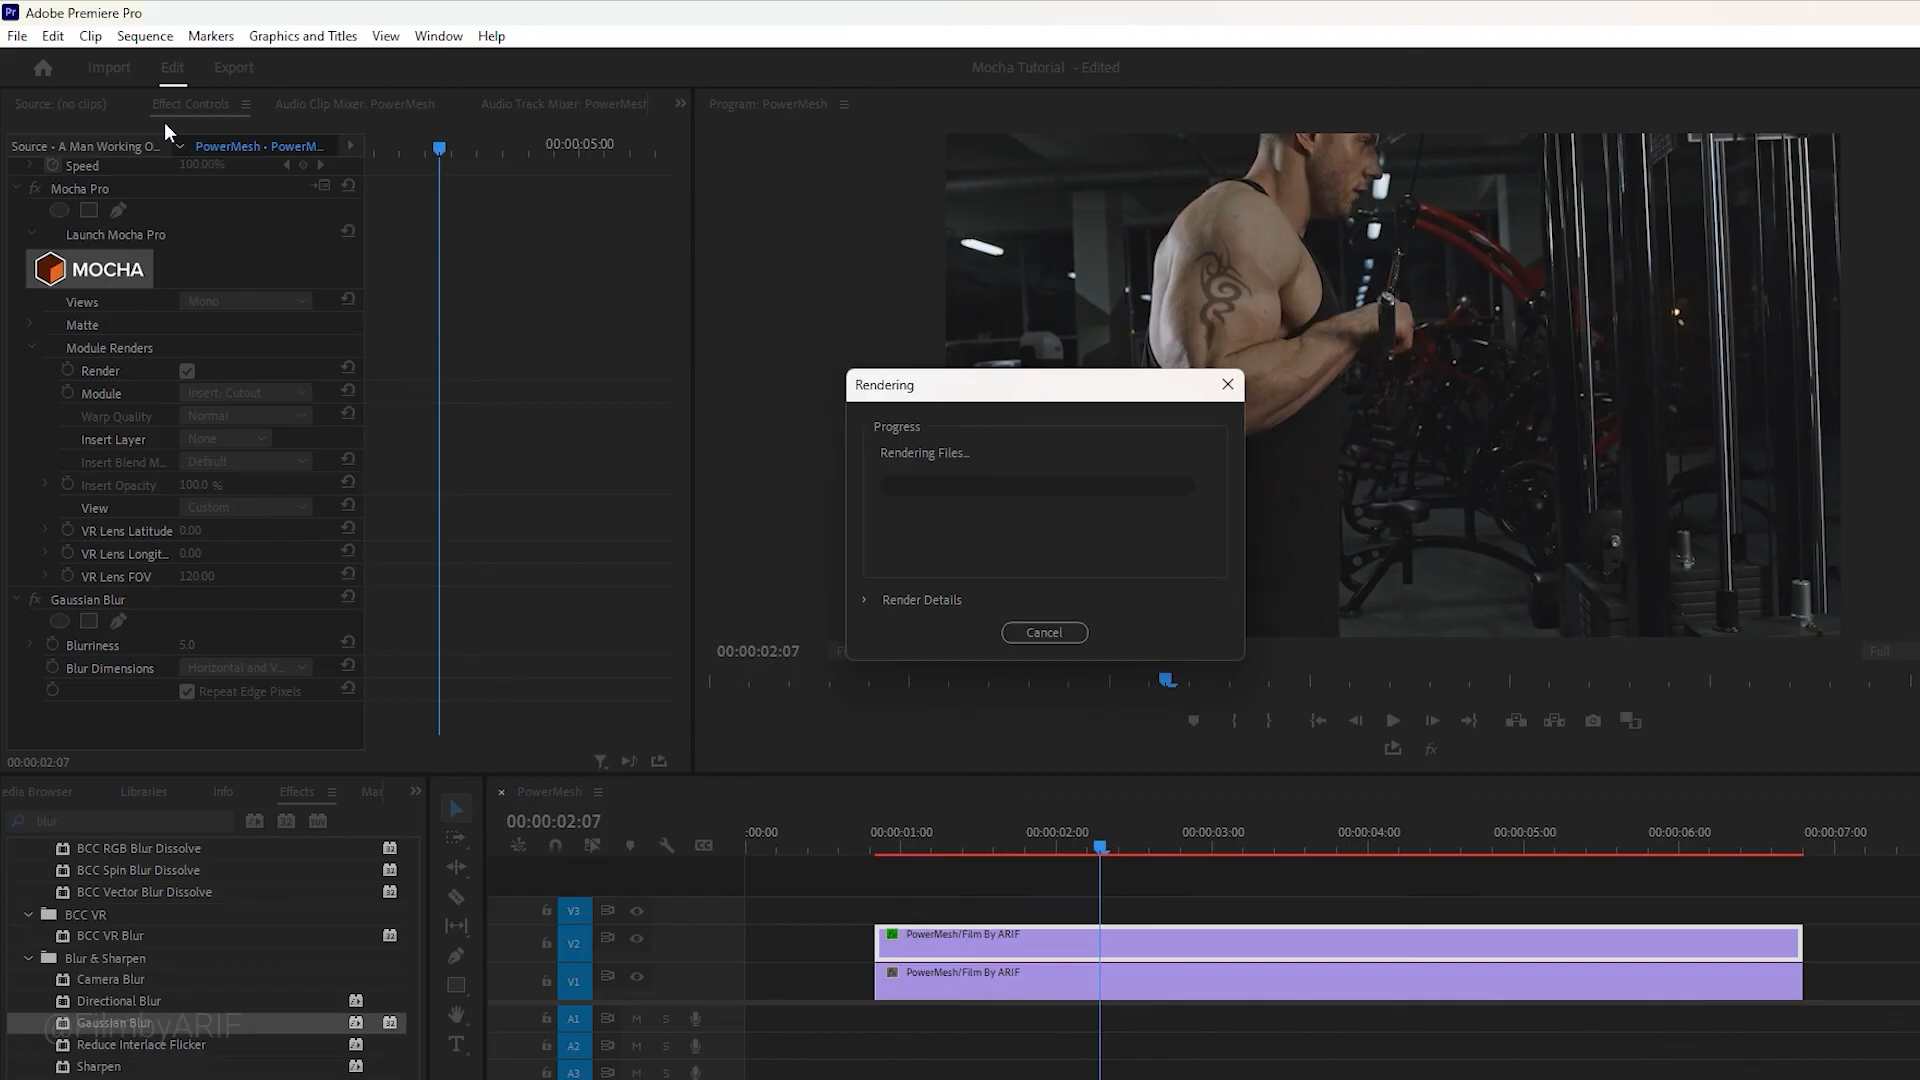 Pr Adobe Premiere Pro
File Edit Clip Sequence Markers Graphics and Titles View Window Help
Import Edit Export Mocha Tutorial - Edited
Source: (no clips) Effect Controls Audio Clip Mixer: PowerMesh Audio Track Mixer: PowerMesh Program: PowerMesh
Source • A Man Working O... PowerMesh • PowerM... 00:00:05:00
Speed 100.00%
fx Mocha Pro
Launch Mocha Pro
MOCHA
Views Mono
Matte
Module Renders
Render
Module Insert: Cutout
Warp Quality Normal
Insert Layer None
Insert Blend M... Default
Insert Opacity 100.0 %
View Custom
VR Lens Latitude 0.00
VR Lens Longit... 0.00
VR Lens FOV 120.00
fx Gaussian Blur
Blurriness 5.0
Blur Dimensions Horizontal and V...
Repeat Edge Pixels
00:00:02:07
Rendering
Progress
Rendering Files...
Render Details
Cancel
00:00:02:07 Full
fx
edia Browser Libraries Info Effects Mar
blur
BCC RGB Blur Dissolve 32
BCC Spin Blur Dissolve 32
BCC Vector Blur Dissolve 32
BCC VR
BCC VR Blur 32
Blur & Sharpen
Camera Blur
Directional Blur
Gaussian Blur 32
@FilmbyARIF
Reduce Interlace Flicker
Sharpen
PowerMesh
00:00:02:07
:00:00 00:00:01:00 00:00:02:00 00:00:03:00 00:00:04:00 00:00:05:00 00:00:06:00 00:00:07:00
V3
V2 PowerMesh/Film By ARIF
V1 PowerMesh/Film By ARIF
A1 M S
A2 M S
A3 M S